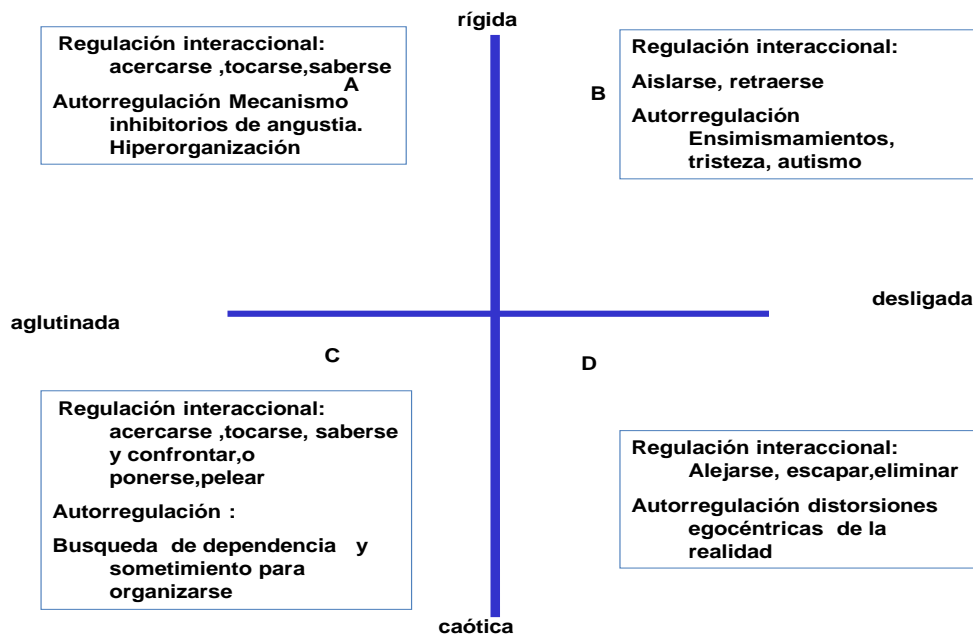 rígida
Regulación interaccional:
acercarse ,tocarse,saberse
A
Autorregulación Mecanismo
inhibitorios de angustia.
Hiperorganización
B
Regulación interaccional:
Aislarse, retraerse
Autorregulación
Ensimismamientos,
tristeza, autismo
aglutinada
desligada
C
D
Regulación interaccional:
acercarse ,tocarse, saberse
y confrontar,o
ponerse,pelear
Autorregulación :
Busqueda de dependencia y
sometimiento para
organizarse
Regulación interaccional:
Alejarse, escapar,eliminar
Autorregulación distorsiones
egocéntricas de la
realidad
caótica